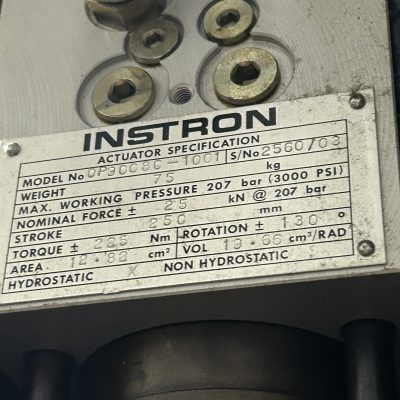 INSTRON
ACTUATOR SPECIFICATION
MODEL No OP3008C-1001 S/No 2560/03
WEIGHT 75 kg
MAX. WORKING PRESSURE 207 bar (3000 PSI)
NOMINAL FORCE ± 25 kN @ 207 bar
STROKE 250 mm
TORQUE ± 225 Nm ROTATION ± 130 °
AREA 12·82 cm² VOL 19·66 cm³/RAD
HYDROSTATIC X NON HYDROSTATIC